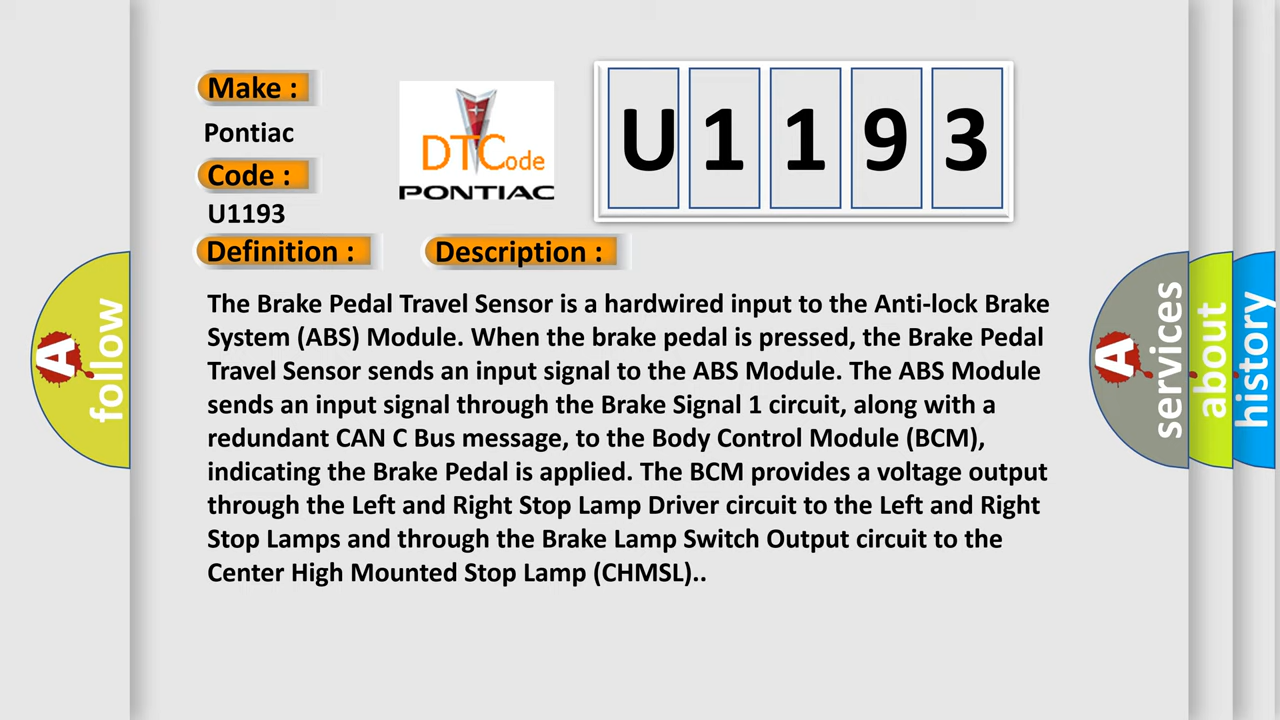 Make :
Pontiac
Code :
U1193
Definition :
Description :
DTCode
PONTIAC
U1193
The Brake Pedal Travel Sensor is a hardwired input to the Anti-lock Brake
System (ABS) Module. When the brake pedal is pressed, the Brake Pedal
Travel Sensor sends an input signal to the ABS Module. The ABS Module
sends an input signal through the Brake Signal 1 circuit, along with a
redundant CAN C Bus message, to the Body Control Module (BCM),
indicating the Brake Pedal is applied. The BCM provides a voltage output
through the Left and Right Stop Lamp Driver circuit to the Left and Right
Stop Lamps and through the Brake Lamp Switch Output circuit to the
Center High Mounted Stop Lamp (CHMSL)..
A follow
A services
about
history